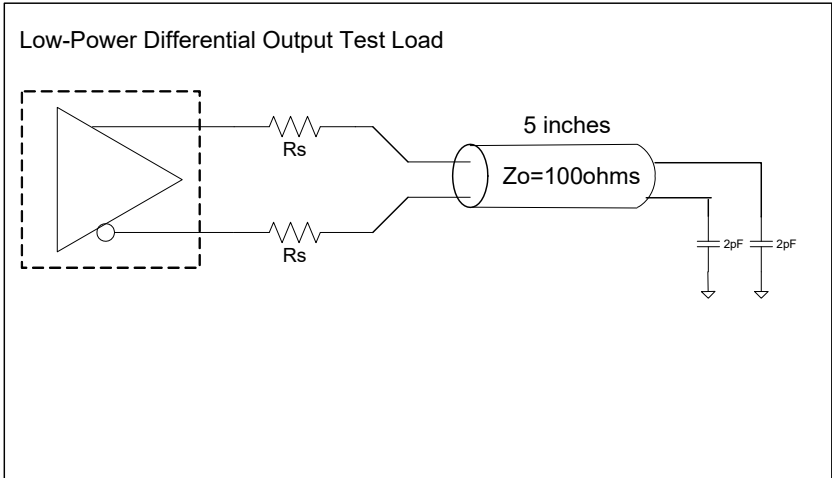 Low-Power Differential Output Test Load
Rs
5 inches
Zo=100ohms
Rs
2pF 2pF